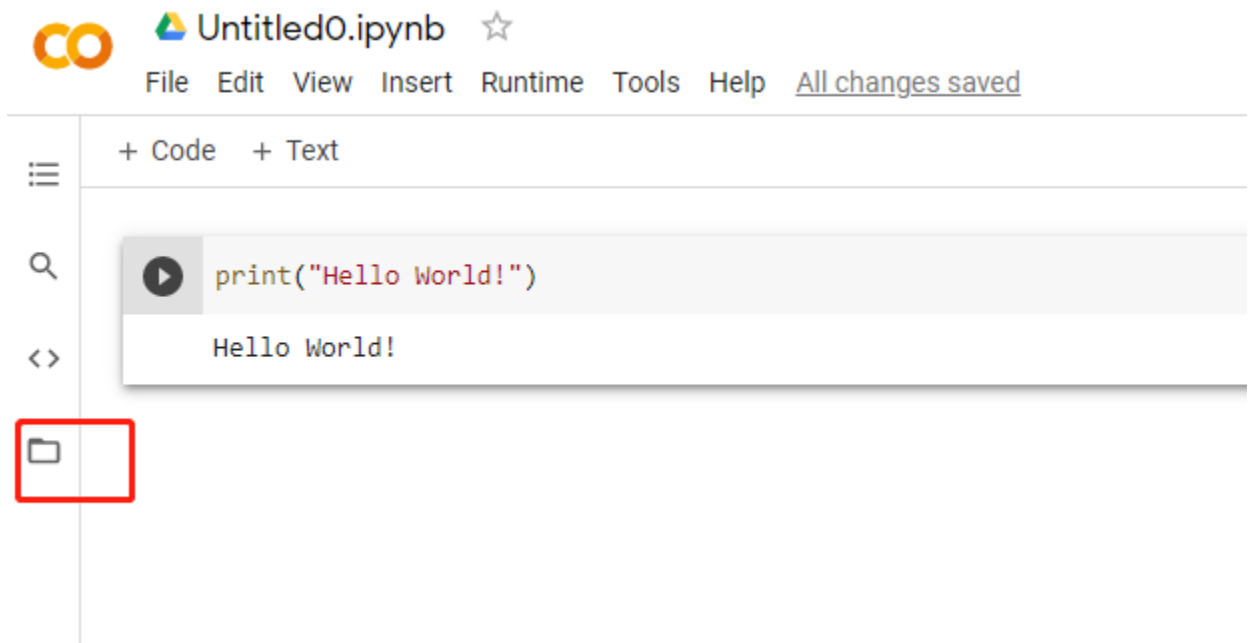 Untitled0.ipynb
File Edit View Insert Runtime Tools Help All changes saved
+ Code + Text
print("Hello World!")
Hello World!